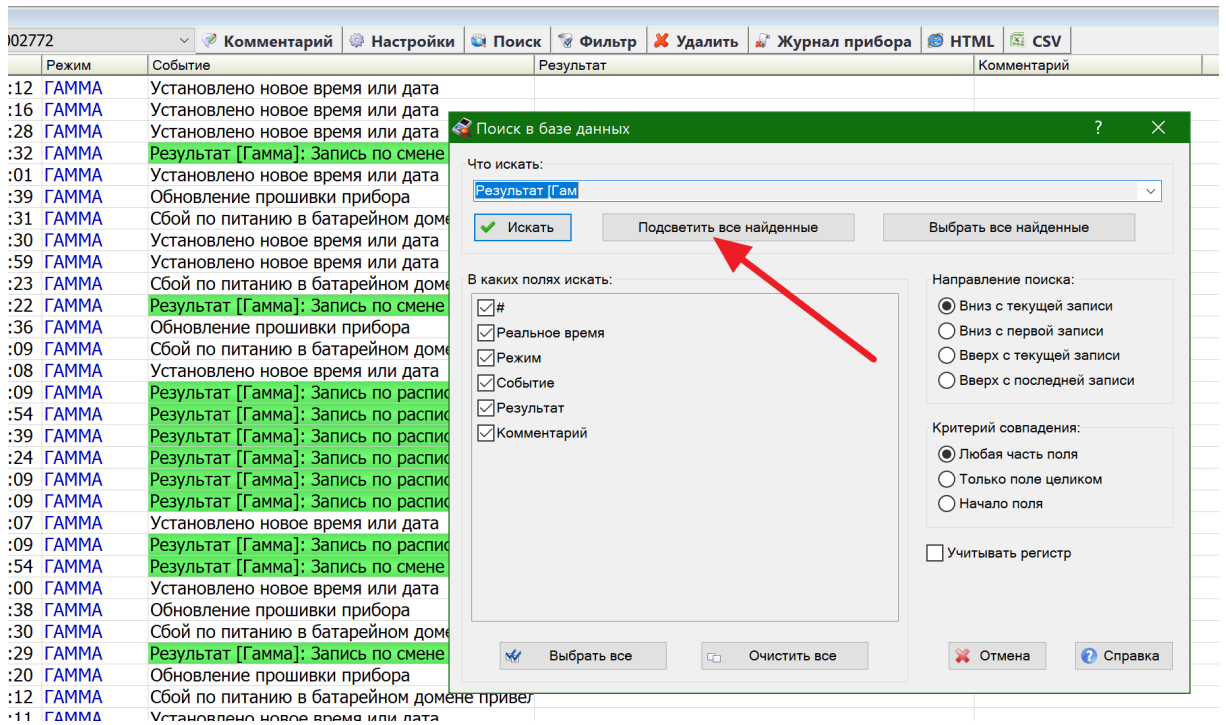 002772 Комментарий Настройки Поиск Фильтр Удалить Журнал прибора HTML CSV
Режим Событие Результат Комментарий
:12 ГАММА Установлено новое время или дата
:16 ГАММА Установлено новое время или дата
:28 ГАММА Установлено новое время или дата
:32 ГАММА Результат [Гамма]: Запись по смене
:01 ГАММА Установлено новое время или дата
:39 ГАММА Обновление прошивки прибора
:31 ГАММА Сбой по питанию в батарейном
:30 ГАММА Установлено новое время или дата
:59 ГАММА Установлено новое время или дата
:23 ГАММА Сбой по питанию в батарейном
:22 ГАММА Результат [Гамма]: Запись по смене
:36 ГАММА Обновление прошивки прибора
:09 ГАММА Сбой по питанию в батарейном
:08 ГАММА Установлено новое время или дата
:09 ГАММА Результат [Гамма]: Запись по
:54 ГАММА Результат [Гамма]: Запись по
:39 ГАММА Результат [Гамма]: Запись по
:24 ГАММА Результат [Гамма]: Запись по
:09 ГАММА Результат [Гамма]: Запись по
:09 ГАММА Результат [Гамма]: Запись по
:07 ГАММА Установлено новое время или дата
:09 ГАММА Результат [Гамма]: Запись по
:54 ГАММА Результат [Гамма]: Запись по смене
:00 ГАММА Установлено новое время или дата
:38 ГАММА Обновление прошивки прибора
:30 ГАММА Сбой по питанию в батарейном
:29 ГАММА Результат [Гамма]: Запись по смене
:20 ГАММА Обновление прошивки прибора
:12 ГАММА Сбой по питанию в батарейном домене
:11 ГАММА Установлено новое время или дата
Поиск в базе данных ?
Что искать:
Результат [Гам
Искать Подсветить все найденные Выбрать все найденные
В каких полях искать:
#
Реальное время
Режим
Событие
Результат
Комментарий
Выбрать все Очистить все
Направление поиска:
Вниз с текущей записи
Вниз с первой записи
Вверх с текущей записи
Вверх с последней записи
Критерий совпадения:
Любая часть поля
Только поле целиком
Начало поля
Учитывать регистр
Отмена ? Справка